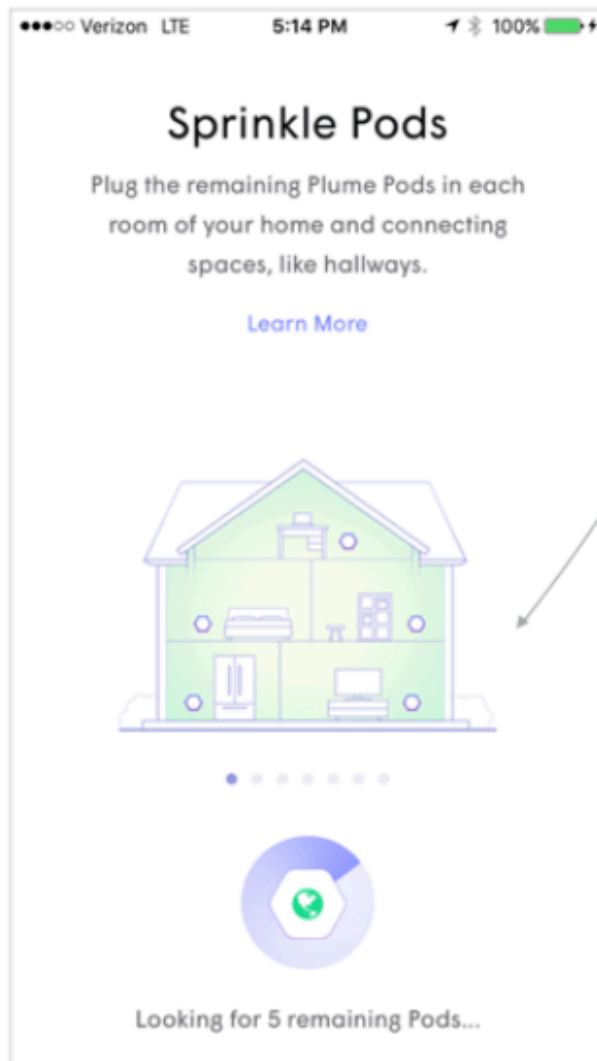 Verizon LTE 5:14 PM 100%
Sprinkle Pods
Plug the remaining Plume Pods in each
room of your home and connecting
spaces, like hallways.
Learn More
Looking for 5 remaining Pods...